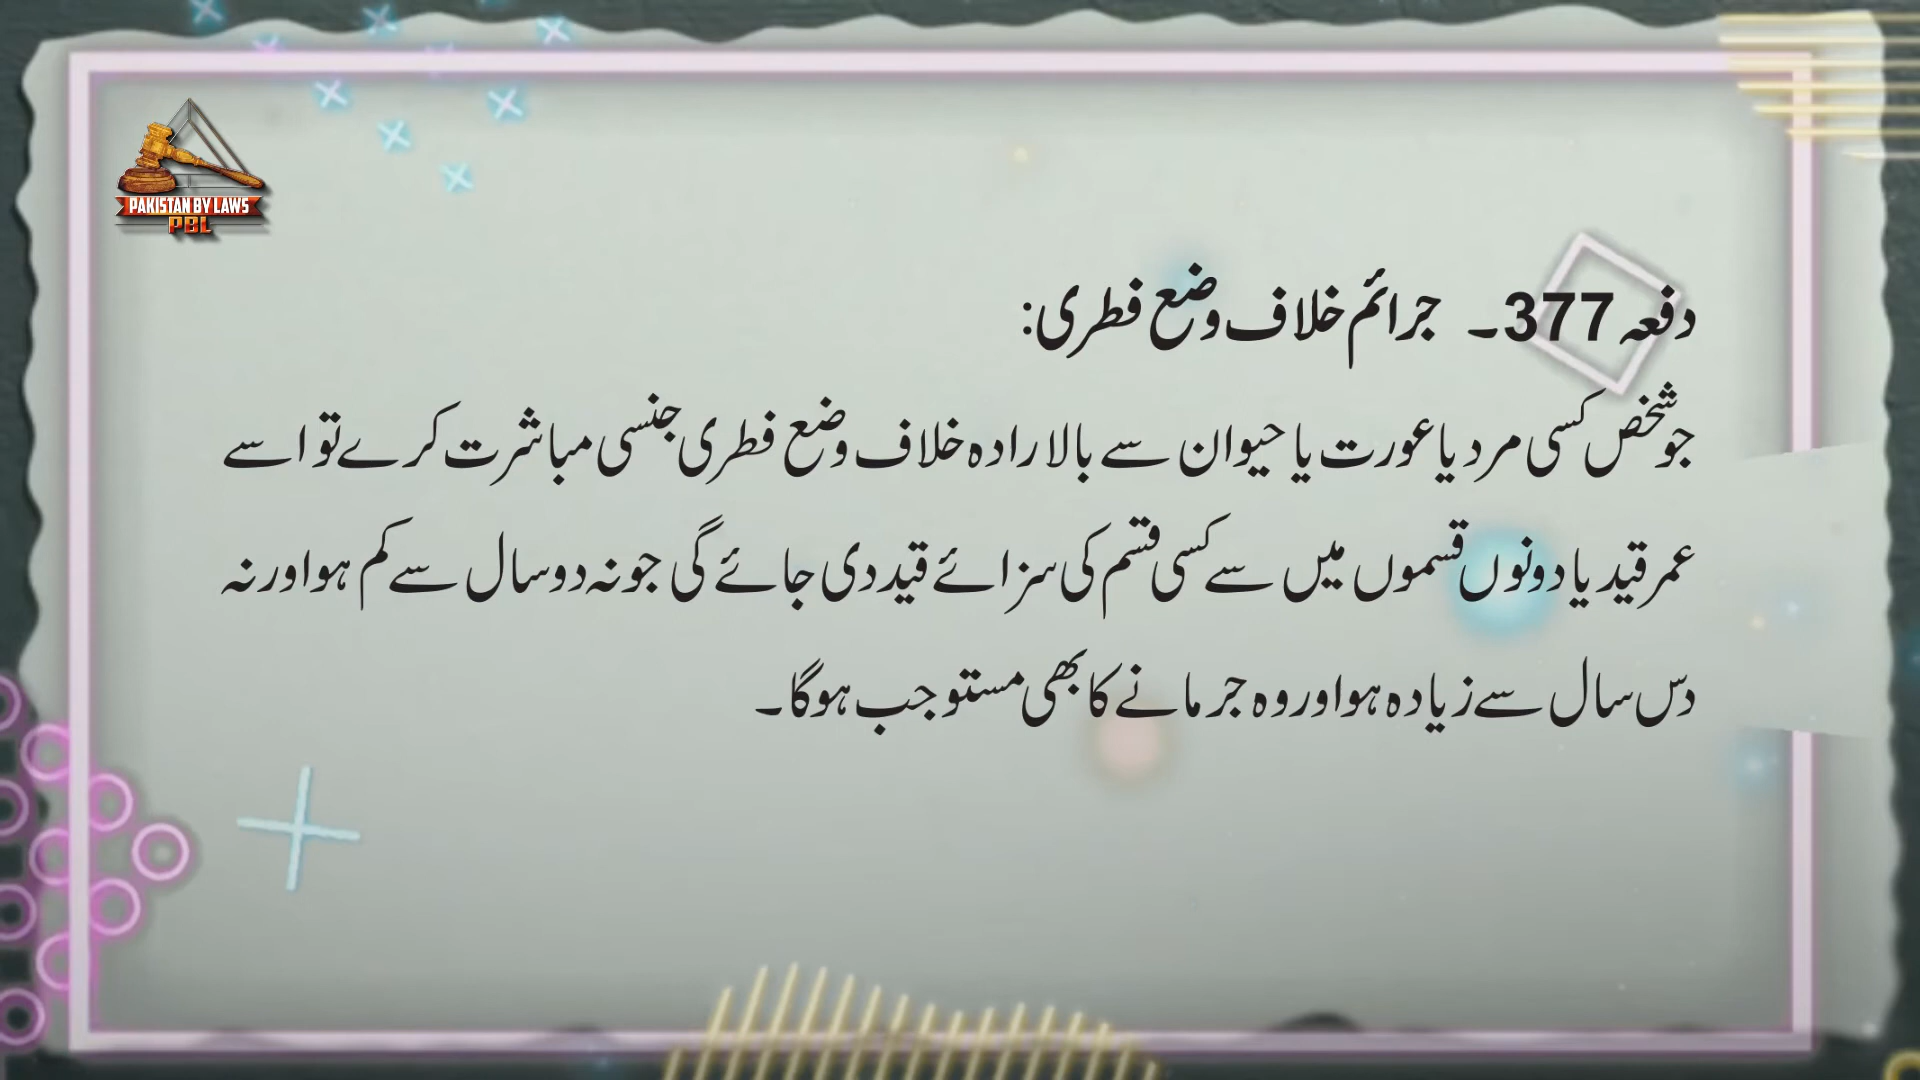 PAKISTAN BY LAWS
PBL
دفعہ 377۔ جرائم خلاف وضع فطری:
جو شخص کسی مرد یا عورت یا حیوان سے بالا رادہ خلاف وضع فطری جنسی مباشرت کرے تو اسے
عمر قید یا دونوں قسموں میں سے کسی قسم کی سزائے قید دی جائے گی جو نہ دو سال سے کم ہو اور نہ
دس سال سے زیادہ ہو اور وہ جرمانے کا بھی مستوجب ہوگا۔